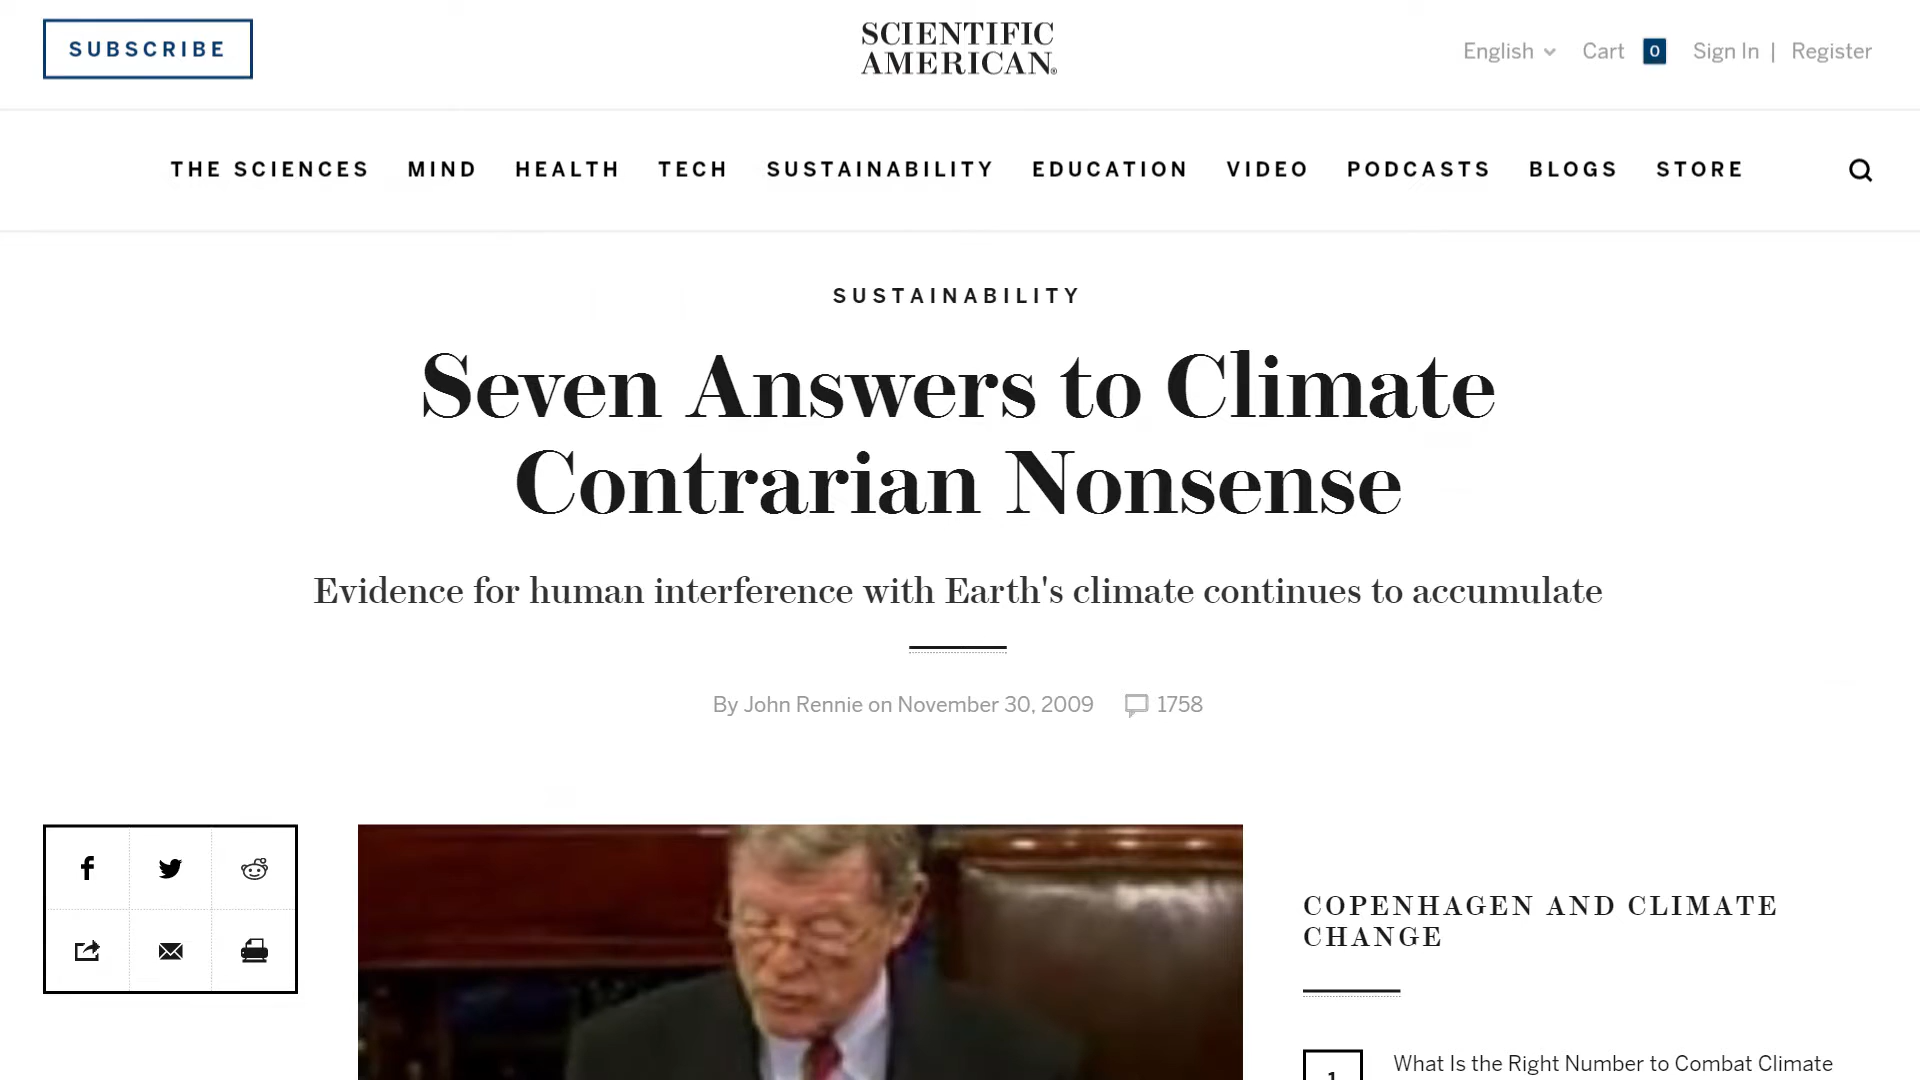 SUBSCRIBE
SCIENTIFIC
AMERICAN®
English
Cart 0
Sign In | Register
THE SCIENCES MIND HEALTH TECH SUSTAINABILITY EDUCATION VIDEO PODCASTS BLOGS STORE
SUSTAINABILITY
Seven Answers to Climate
Contrarian Nonsense
Evidence for human interference with Earth's climate continues to accumulate
By John Rennie on November 30, 2009 1758
COPENHAGEN AND CLIMATE
CHANGE
1
What Is the Right Number to Combat Climate